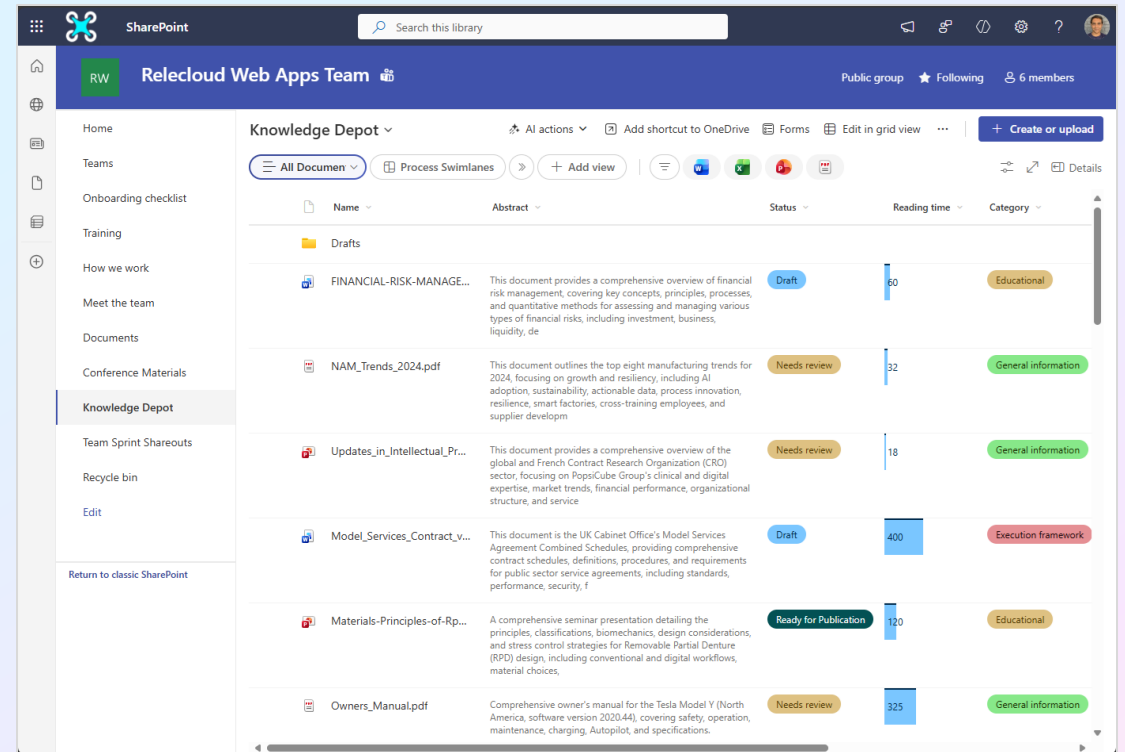 SharePoint
Search this library
RW
Relecloud Web Apps Team
Public group
Following
6 members
Home
Teams
Onboarding checklist
Training
How we work
Meet the team
Documents
Conference Materials
Knowledge Depot
Team Sprint Shareouts
Recycle bin
Edit
Return to classic SharePoint
Knowledge Depot
AI actions
Add shortcut to OneDrive
Forms
Edit in grid view
...
+ Create or upload
All Documen
Process Swimlanes
+ Add view
Details
Name
Abstract
Status
Reading time
Category
Drafts
FINANCIAL-RISK-MANAGE...
This document provides a comprehensive overview of financial
risk management, covering key concepts, principles, processes,
and quantitative methods for assessing and managing various
types of financial risks, including investment, business,
liquidity, de
Draft
60
Educational
NAM_Trends_2024.pdf
This document outlines the top eight manufacturing trends for
2024, focusing on growth and resiliency, including AI
adoption, sustainability, actionable data, process innovation,
resilience, smart factories, cross-training employees, and
supplier developm
Needs review
32
General information
Updates_in_Intellectual_Pr...
This document provides a comprehensive overview of the
global and French Contract Research Organization (CRO)
sector, focusing on PopsiCube Group's clinical and digital
expertise, market trends, financial performance, organizational
structure, and service
Needs review
18
General information
Model_Services_Contract_v...
This document is the UK Cabinet Office's Model Services
Agreement Combined Schedules, providing comprehensive
contract schedules, definitions, procedures, and requirements
for public sector service agreements, including standards,
performance, security, f
Draft
400
Execution framework
Materials-Principles-of-Rp...
A comprehensive seminar presentation detailing the
principles, classifications, biomechanics, design considerations,
and stress control strategies for Removable Partial Denture
(RPD) design, including conventional and digital workflows,
material choices,
Ready for Publication
120
Educational
Owners_Manual.pdf
Comprehensive owner's manual for the Tesla Model Y (North
America, software version 2020.44), covering safety, operation,
maintenance, charging, Autopilot, and specifications.
Needs review
325
General information